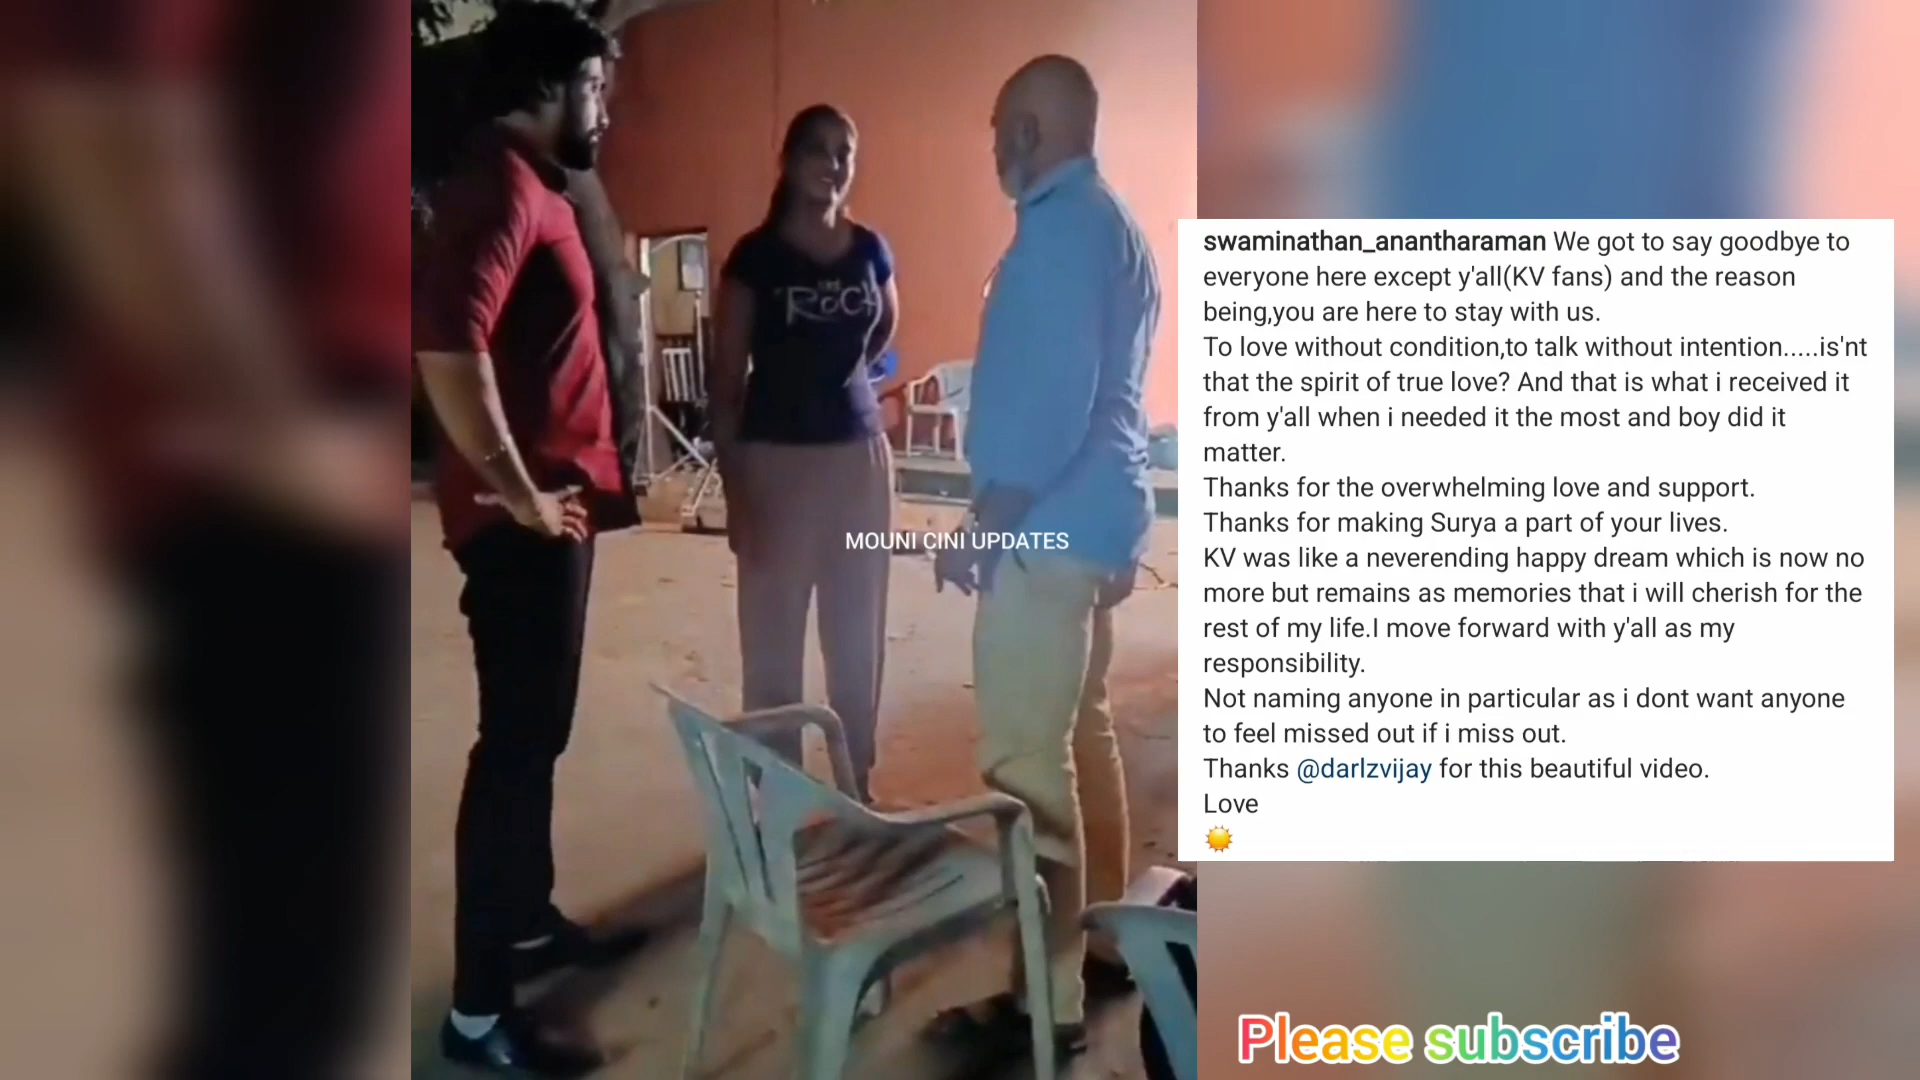 THE
ROCK
MOUNI CINI UPDATES
swaminathan_anantharaman We got to say goodbye to
everyone here except y'all(KV fans) and the reason
being,you are here to stay with us.
To love without condition,to talk without intention.....is'nt
that the spirit of true love? And that is what i received it
from y'all when i needed it the most and boy did it
matter.
Thanks for the overwhelming love and support.
Thanks for making Surya a part of your lives.
KV was like a neverending happy dream which is now no
more but remains as memories that i will cherish for the
rest of my life.I move forward with y'all as my
responsibility.
Not naming anyone in particular as i dont want anyone
to feel missed out if i miss out.
Thanks @darlzvijay for this beautiful video.
Love
Please subscribe